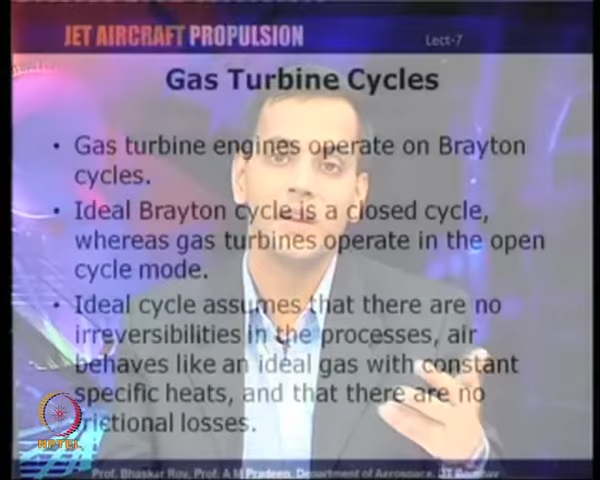 JET AIRCRAFT PROPULSION
Lect-7
Gas Turbine Cycles
• Gas turbine engines operate on Brayton
cycles.
• Ideal Brayton cycle is a closed cycle,
whereas gas turbines operate in the open
cycle mode.
• Ideal cycle assumes that there are no
irreversibilities in the processes, air
behaves like an ideal gas with constant
specific heats, and that there are no
frictional losses.
NPTEL
Prof. Bhaskar Roy, Prof. A M Pradeep, Department of Aerospace, IIT Bombay